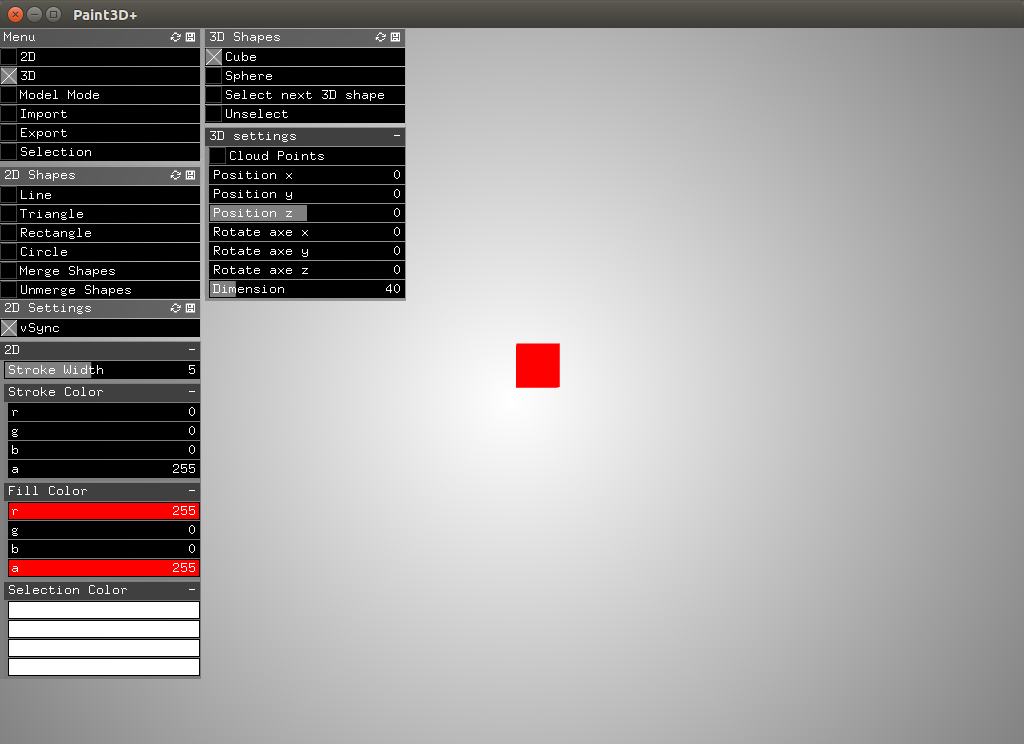 Paint3D+
Menu
2D
3D
Model Mode
Import
Export
Selection
2D Shapes
Line
Triangle
Rectangle
Circle
Merge Shapes
Unmerge Shapes
2D Settings
vSync
2D -
Stroke Width 5
Stroke Color -
r 0
g 0
b 0
a 255
Fill Color -
r 255
g 0
b 0
a 255
Selection Color -
3D Shapes
Cube
Sphere
Select next 3D shape
Unselect
3D settings -
Cloud Points
Position x 0
Position y 0
Position z 0
Rotate axe x 0
Rotate axe y 0
Rotate axe z 0
Dimension 40